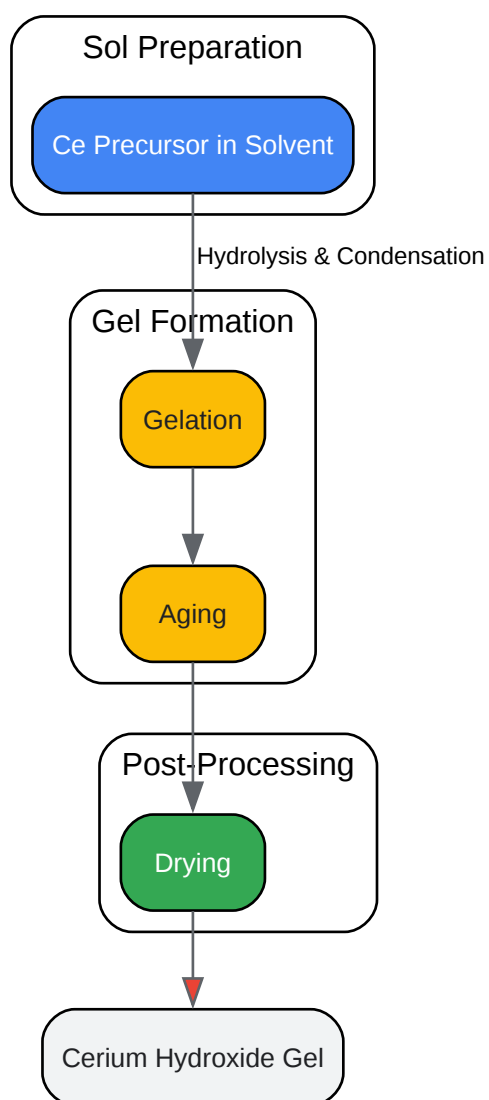 Sol Preparation
Ce Precursor in Solvent
Hydrolysis & Condensation
Gel Formation
Gelation
Aging
Post-Processing
Drying
Cerium Hydroxide Gel